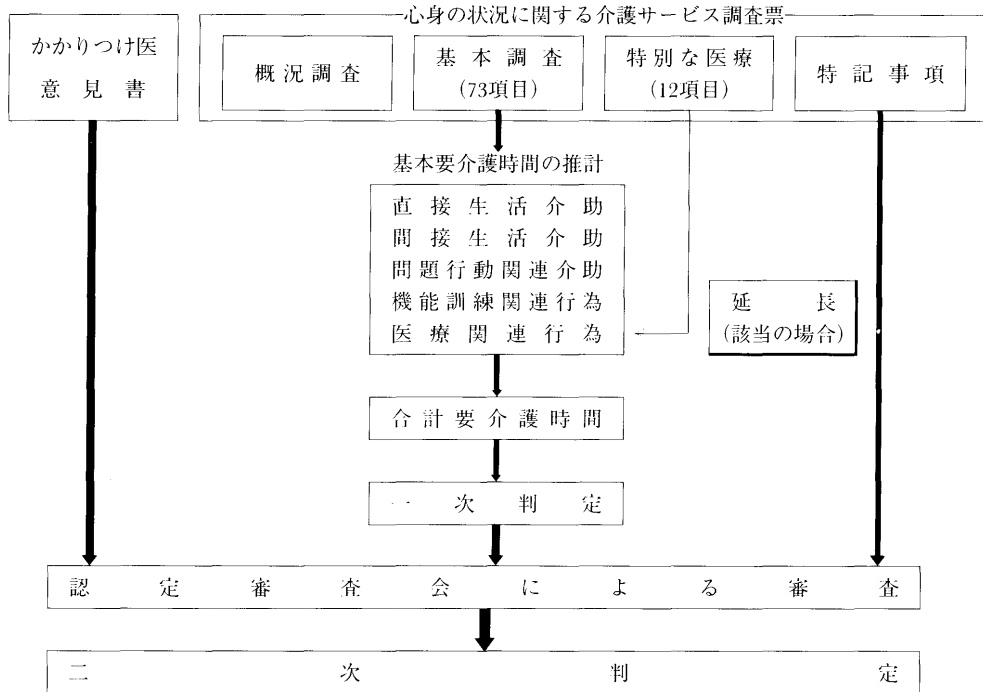 心身の状況に関する介護サービス調査票
かかりつけ医
意見書
概況調査
基本調査
(73項目)
特別な医療
(12項目)
特記事項
基本要介護時間の推計
直接生活介助
間接生活介助
問題行動関連介助
機能訓練関連行為
医療関連行為
延長
(該当の場合)
合計要介護時間
一次判定
認定審査会による審査
二次判定